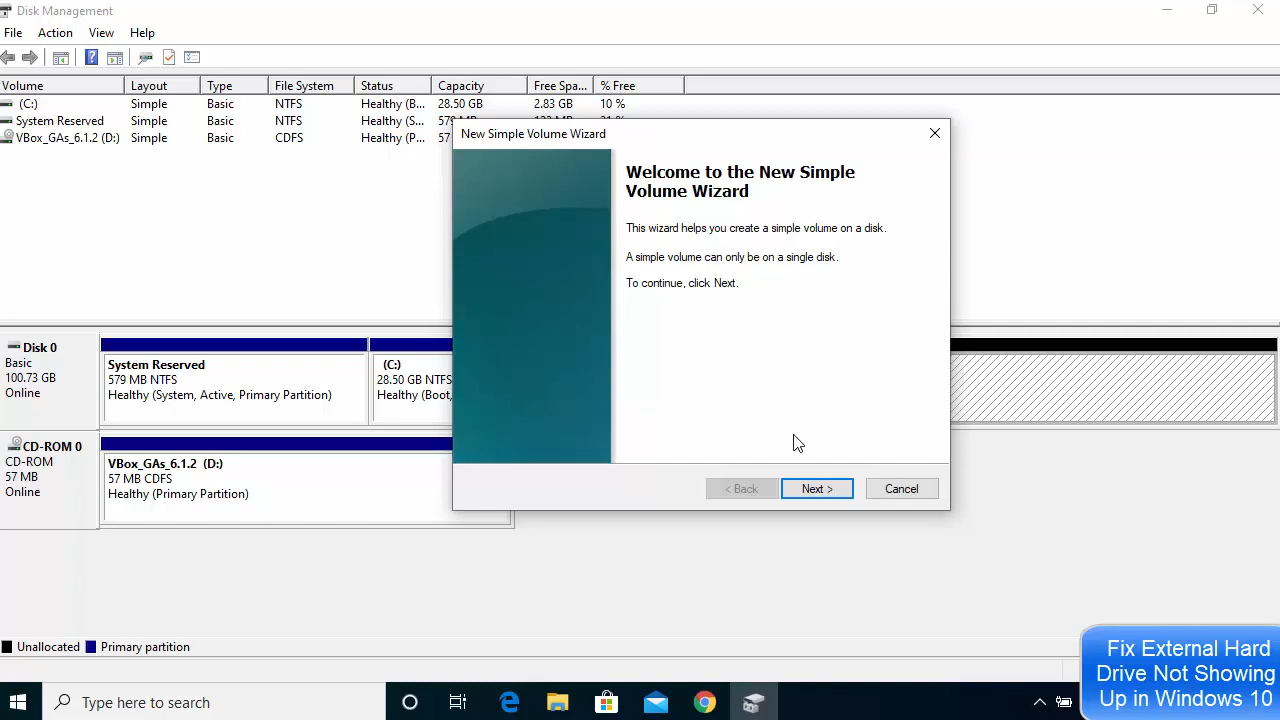 Disk Management
File Action View Help
Volume Layout Type File System Status Capacity Free Spa... % Free
(C:) Simple Basic NTFS Healthy (B... 28.50 GB 2.83 GB 10 %
System Reserved Simple Basic NTFS Healthy (S...
VBox_GAs_6.1.2 (D:) Simple Basic CDFS Healthy (P...
New Simple Volume Wizard
Welcome to the New Simple
Volume Wizard
This wizard helps you create a simple volume on a disk.
A simple volume can only be on a single disk.
To continue, click Next.
< Back Next > Cancel
Disk 0
Basic
100.73 GB
Online
System Reserved
579 MB NTFS
Healthy (System, Active, Primary Partition)
(C:)
28.50 GB NTFS
Healthy (Boot,
CD-ROM 0
CD-ROM
57 MB
Online
VBox_GAs_6.1.2 (D:)
57 MB CDFS
Healthy (Primary Partition)
Unallocated Primary partition
Fix External Hard
Drive Not Showing
Up in Windows 10
Type here to search